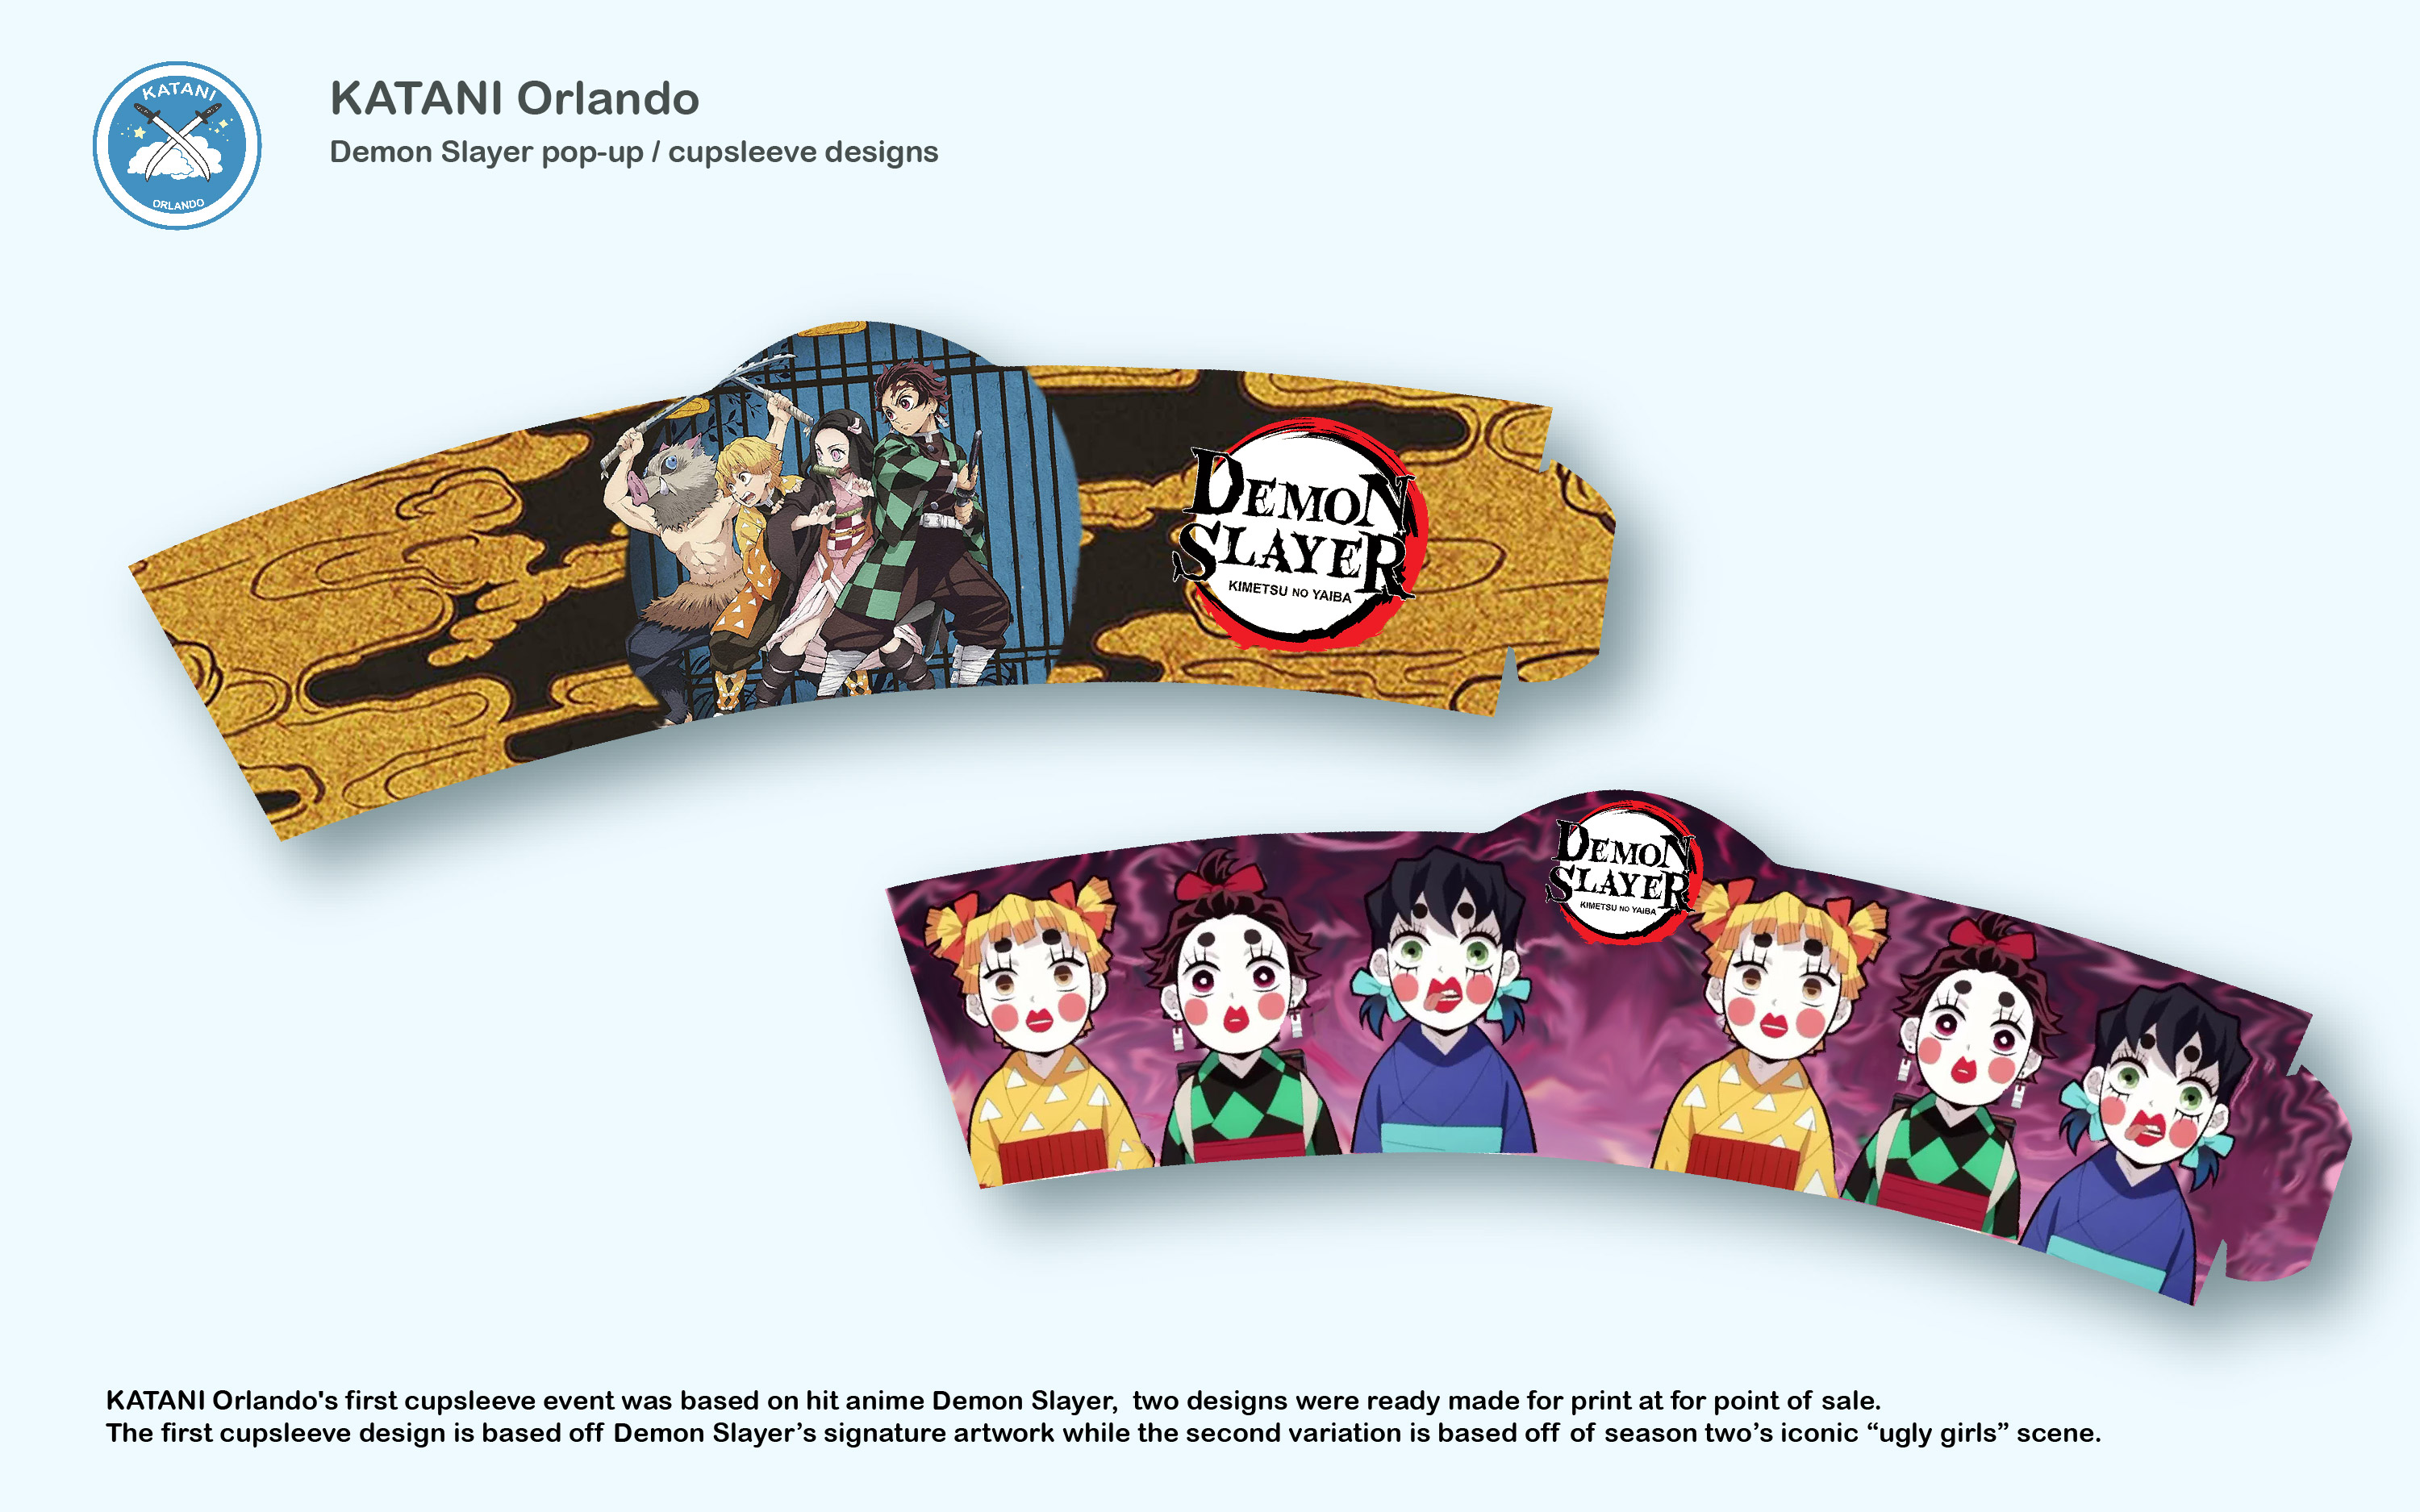 KATANI
ORLANDO
KATANI Orlando
Demon Slayer pop-up / cupsleeve designs
DEMON
SLAYER
KIMETSU NO YAIBA
DEMON
SLAYER
KIMETSU NO YAIBA
KATANI Orlando's first cupsleeve event was based on hit anime Demon Slayer,  two designs were ready made for print at for point of sale.
The first cupsleeve design is based off Demon Slayer’s signature artwork while the second variation is based off of season two’s iconic “ugly girls” scene.